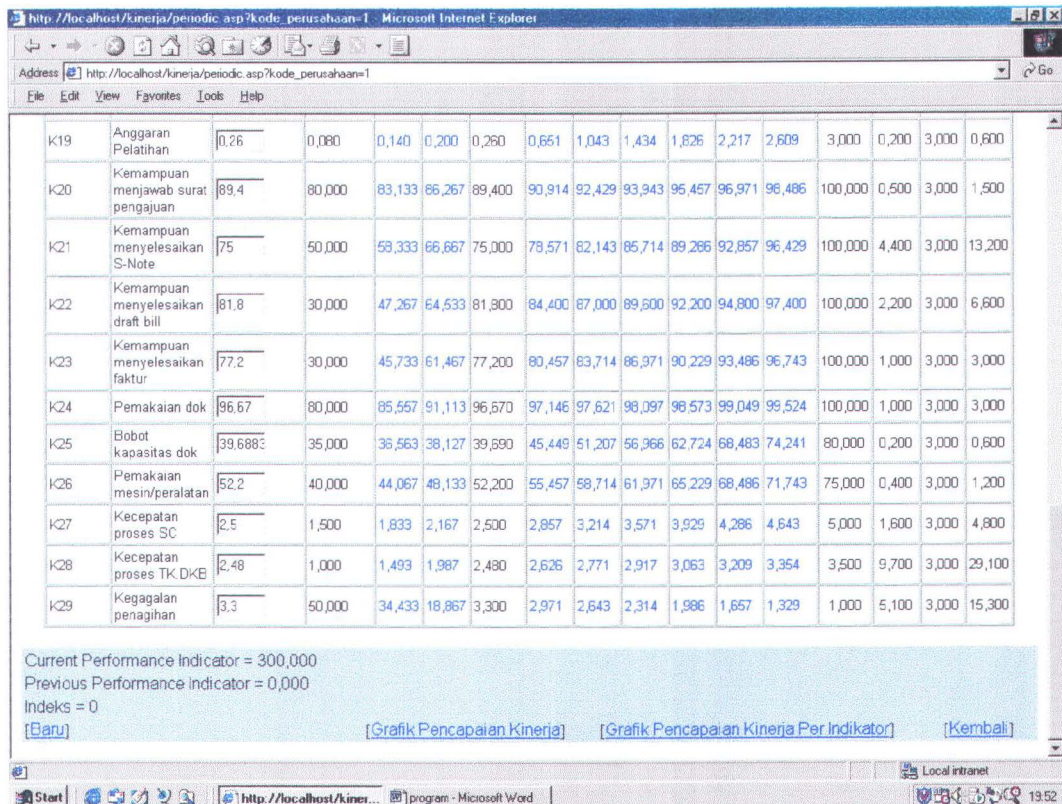 http://localhost/kinerja/periodic.asp?kode_perusahaan=1 - Microsoft Internet Explorer
Address http://localhost/kinerja/periodic.asp?kode_perusahaan=1 Go
File Edit View Favorites Tools Help
K19 Anggaran Pelatihan 0,26 0,080 0,140 0,200 0,260 0,651 1,043 1,434 1,826 2,217 2,609 3,000 0,200 3,000 0,600
K20 Kemampuan menjawab surat pengajuan 89,4 80,000 83,133 86,267 89,400 90,914 92,429 93,943 95,457 96,971 98,486 100,000 0,500 3,000 1,500
K21 Kemampuan menyelesaikan S-Note 75 50,000 58,333 66,667 75,000 78,571 82,143 85,714 89,286 92,857 96,429 100,000 4,400 3,000 13,200
K22 Kemampuan menyelesaikan draft bill 81,8 30,000 47,267 64,533 81,800 84,400 87,000 89,600 92,200 94,800 97,400 100,000 2,200 3,000 6,600
K23 Kemampuan menyelesaikan faktur 77,2 30,000 45,733 61,467 77,200 80,457 83,714 86,971 90,229 93,486 96,743 100,000 1,000 3,000 3,000
K24 Pemakaian dok 96,67 80,000 85,557 91,113 96,670 97,146 97,621 98,097 98,573 99,049 99,524 100,000 1,000 3,000 3,000
K25 Bobot kapasitas dok 39,6883 35,000 36,563 38,127 39,690 45,449 51,207 56,966 62,724 68,483 74,241 80,000 0,200 3,000 0,600
K26 Pemakaian mesin/peralatan 52,2 40,000 44,067 48,133 52,200 55,457 58,714 61,971 65,229 68,486 71,743 75,000 0,400 3,000 1,200
K27 Kecepatan proses SC 2,5 1,500 1,833 2,167 2,500 2,857 3,214 3,571 3,929 4,286 4,643 5,000 1,600 3,000 4,800
K28 Kecepatan proses TK.DKB 2,48 1,000 1,493 1,987 2,480 2,626 2,771 2,917 3,063 3,209 3,354 3,500 9,700 3,000 29,100
K29 Kegagalan penagihan 3,3 50,000 34,433 18,867 3,300 2,971 2,643 2,314 1,986 1,657 1,329 1,000 5,100 3,000 15,300
Current Performance Indicator = 300,000
Previous Performance Indicator = 0,000
Indeks = 0
[Baru] [Grafik Pencapaian Kinerja] [Grafik Pencapaian Kinerja Per Indikator] [Kembali]
Local intranet
Start http://localhost/kiner... program - Microsoft Word 19:52